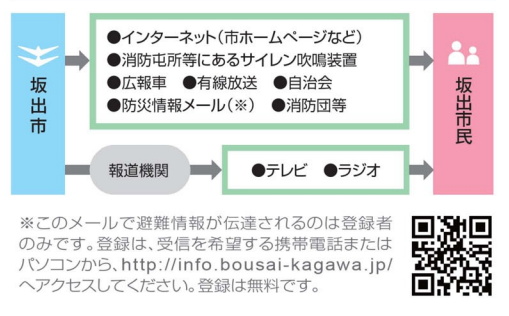 坂出市
●インターネット（市ホームページなど）
●消防屯所等にあるサイレン吹鳴装置
●広報車　●有線放送　●自治会
●防災情報メール（※）　●消防団等
坂出市民
報道機関
●テレビ　●ラジオ
※このメールで避難情報が伝達されるのは登録者
のみです。登録は、受信を希望する携帯電話または
パソコンから、http://info.bousai-kagawa.jp/
へアクセスしてください。登録は無料です。